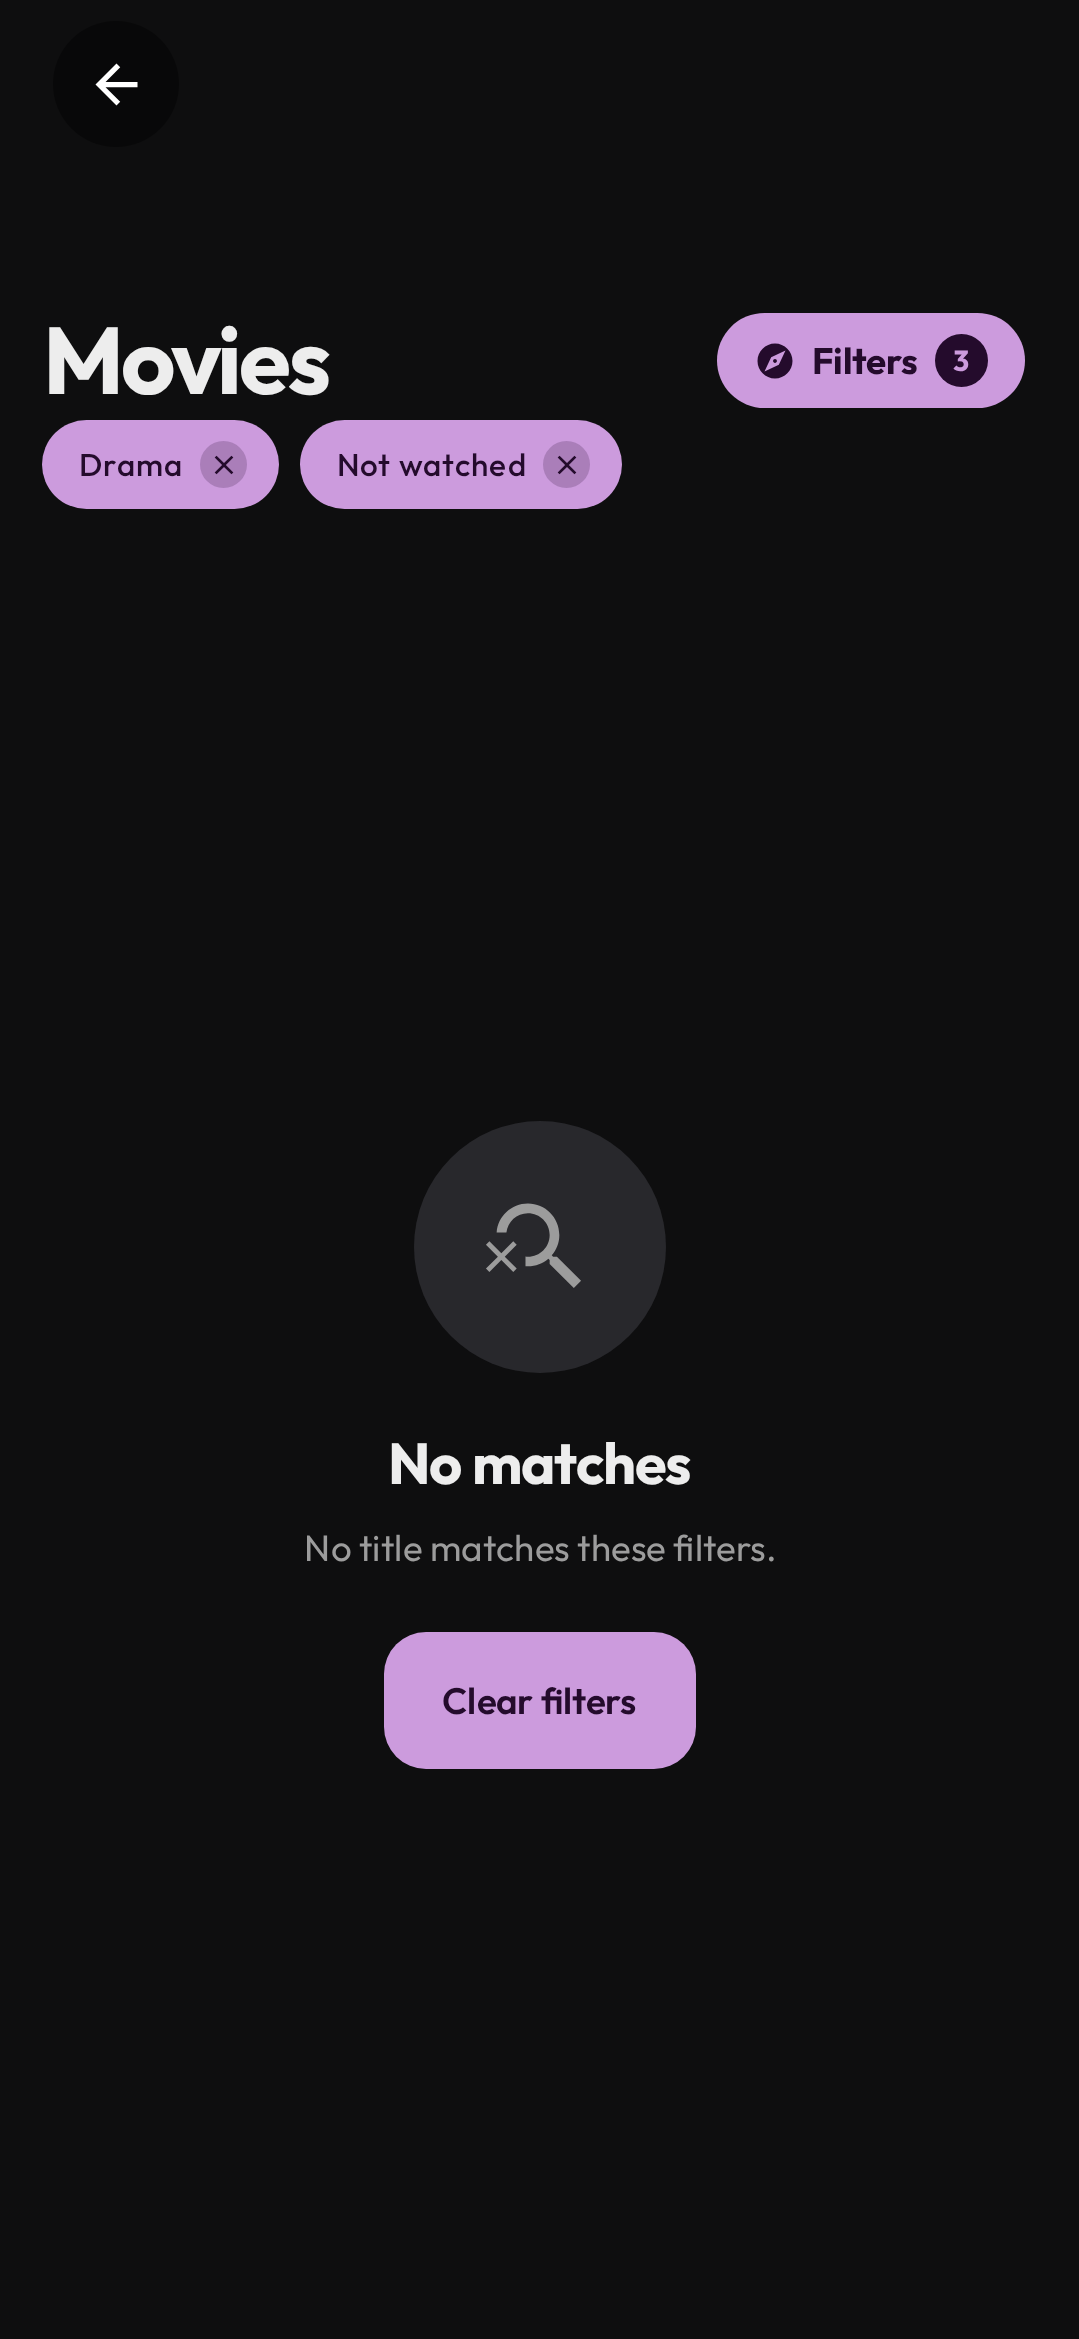 Movies
Filters 3
Drama
Not watched
No matches
No title matches these filters.
Clear filters